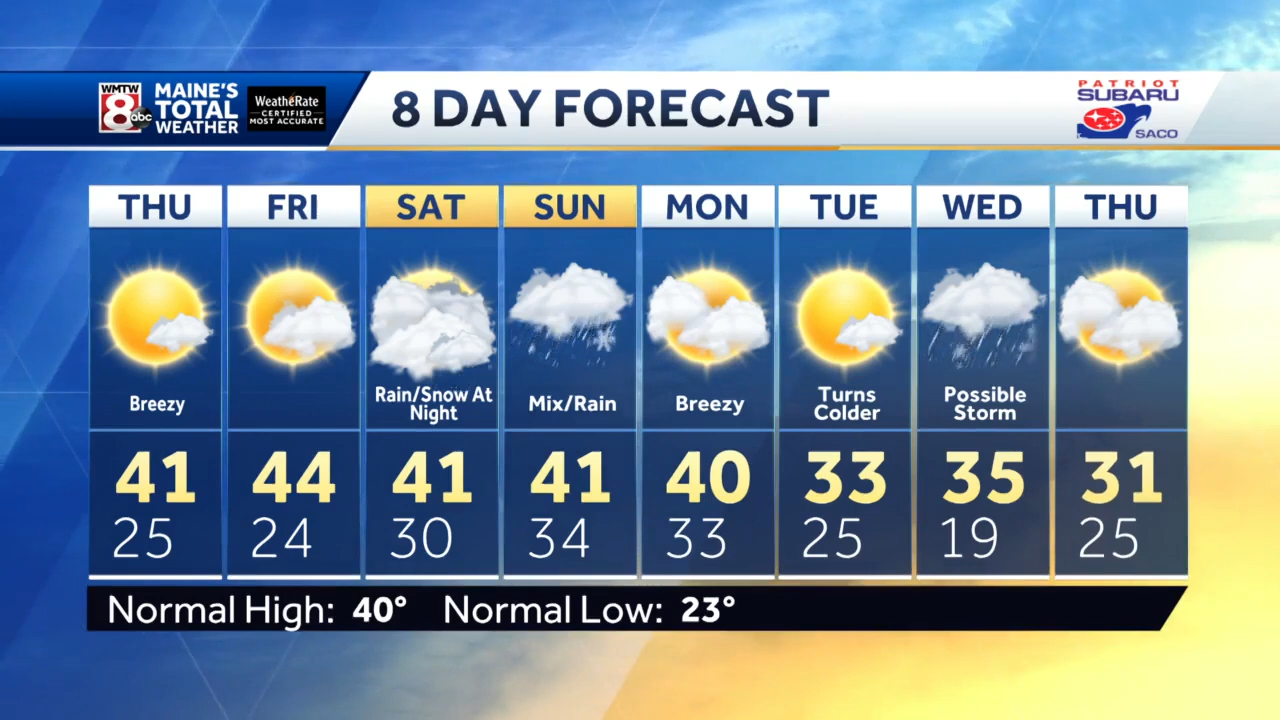 WMTW
8
abc
MAINE'S
TOTAL
WEATHER
WeatheRate
CERTIFIED
MOST ACCURATE
8 DAY FORECAST
PATRIOT
SUBARU
SACO
THU FRI SAT SUN MON TUE WED THU
Breezy
Rain/Snow At
Night
Mix/Rain
Breezy
Turns
Colder
Possible
Storm
41 44 41 41 40 33 35 31
25 24 30 34 33 25 19 25
Normal High: 40° Normal Low: 23°